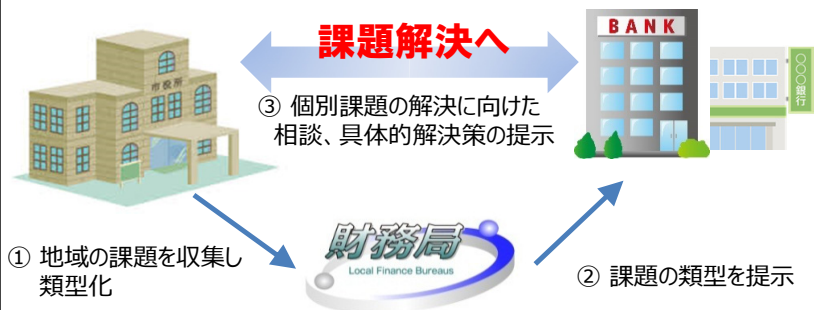 課題解決へ
BANK
市役所
○○○銀行
③ 個別課題の解決に向けた
相談、具体的解決策の提示
財務局
Local Finance Bureaus
① 地域の課題を収集し
類型化
② 課題の類型を提示